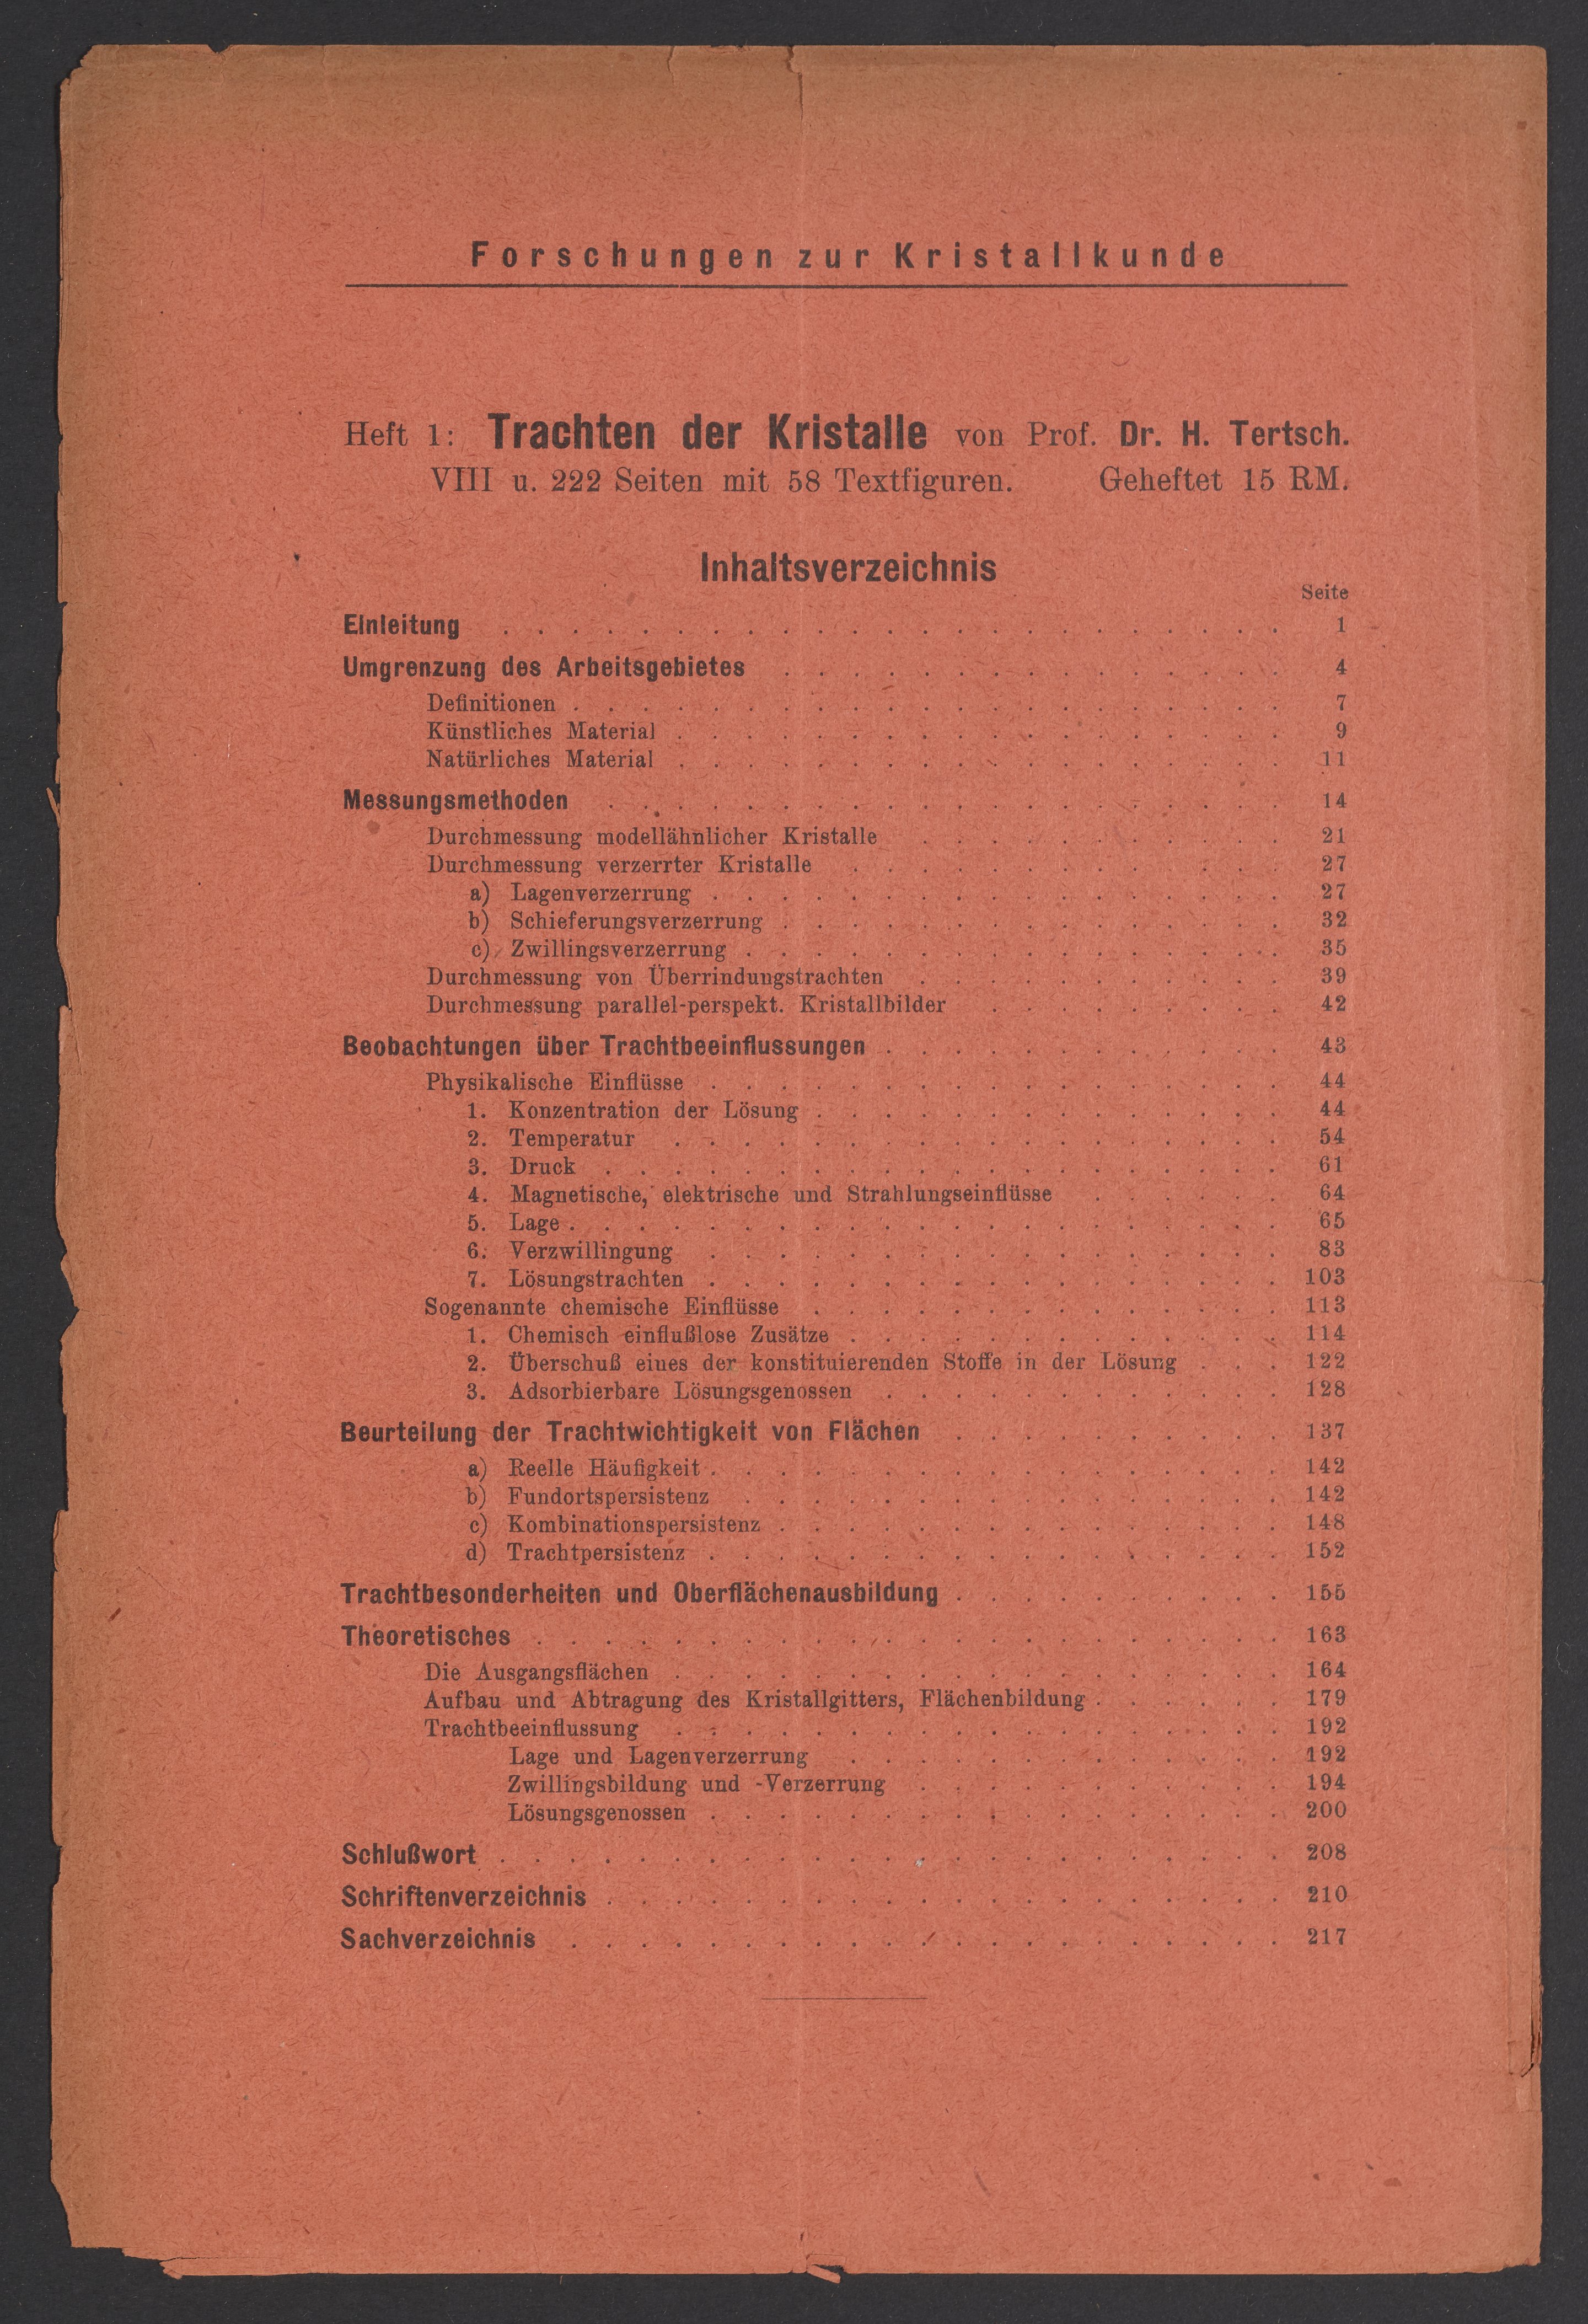 Forschungen zur Kristallkunde
Heft 1: Trachten der Kristalle von Prof. Dr. H. Tertsch.
VIII u. 222 Seiten mit 58 Textfiguren. Geheftet 15 RM.
Inhaltsverzeichnis
Seite
Einleitung . . . . . . . . . . 1
Umgrenzung des Arbeitsgebietes . . . . . . . . . . 4
Definitionen . . . . . . . . . . 7
Künstliches Material . . . . . . . . . . 9
Natürliches Material . . . . . . . . . . 11
Messungsmethoden . . . . . . . . . . 14
Durchmessung modellähnlicher Kristalle . . . . . . . . . . 21
Durchmessung verzerrter Kristalle . . . . . . . . . . 27
a) Lagenverzerrung . . . . . . . . . . 27
b) Schieferungsverzerrung . . . . . . . . . . 32
c) Zwillingsverzerrung . . . . . . . . . . 35
Durchmessung von Überrindungstrachten . . . . . . . . . . 39
Durchmessung parallel-perspekt. Kristallbilder . . . . . . . . . 42
Beobachtungen über Trachtbeeinflussungen . . . . . . . . . . 43
Physikalische Einflüsse . . . . . . . . . . 44
1. Konzentration der Lösung . . . . . . . . . . 44
2. Temperatur . . . . . . . . . . 54
3. Druck . . . . . . . . . . 61
4. Magnetische, elektrische und Strahlungseinflüsse . . . . . . 64
5. Lage . . . . . . . . . . 65
6. Verzwillingung . . . . . . . . . . 83
7. Lösungstrachten . . . . . . . . . . 103
Sogenannte chemische Einflüsse . . . . . . . . . . 113
1. Chemisch einflußlose Zusätze . . . . . . . . . . 114
2. Überschuß eines der konstituierenden Stoffe in der Lösung . . . 122
3. Adsorbierbare Lösungsgenossen . . . . . . . . . . 128
Beurteilung der Trachtwichtigkeit von Flächen . . . . . . . . . . 137
a) Reelle Häufigkeit . . . . . . . . . . 142
b) Fundortspersistenz . . . . . . . . . . 142
c) Kombinationspersistenz . . . . . . . . . . 148
d) Trachtpersistenz . . . . . . . . . . 152
Trachtbesonderheiten und Oberflächenausbildung . . . . . . . . . . 155
Theoretisches . . . . . . . . . . 163
Die Ausgangsflächen . . . . . . . . . . 164
Aufbau und Abtragung des Kristallgitters, Flächenbildung . . . . . . 179
Trachtbeeinflussung . . . . . . . . . . 192
Lage und Lagenverzerrung . . . . . . . . . . 192
Zwillingsbildung und -Verzerrung . . . . . . . . . . 194
Lösungsgenossen . . . . . . . . . . 200
Schlußwort . . . . . . . . . . 208
Schriftenverzeichnis . . . . . . . . . . 210
Sachverzeichnis . . . . . . . . . . 217